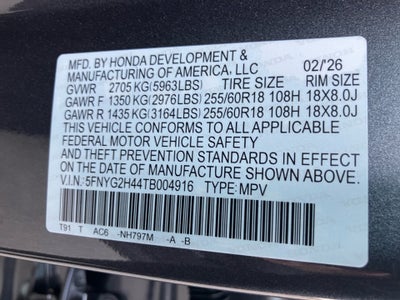 MFD. BY HONDA DEVELOPMENT &
MANUFACTURING OF AMERICA, LLC 02/'26
GVWR 2705 KG(5963LBS) TIRE SIZE RIM SIZE
GAWR F 1350 KG(2976LBS) 255/60R18 108H 18X8.0J
GAWR R 1435 KG(3164LBS) 255/60R18 108H 18X8.0J
THIS VEHICLE CONFORMS TO ALL APPLICABLE
FEDERAL MOTOR VEHICLE SAFETY
AND THEFT PREVENTION STANDARDS IN EFFECT
ON THE DATE OF MANUFACTURE SHOWN ABOVE.
V.I.N.: 5FNYG2H44TB004916 TYPE: MPV
T91 T AC6 -NH797M -A -B